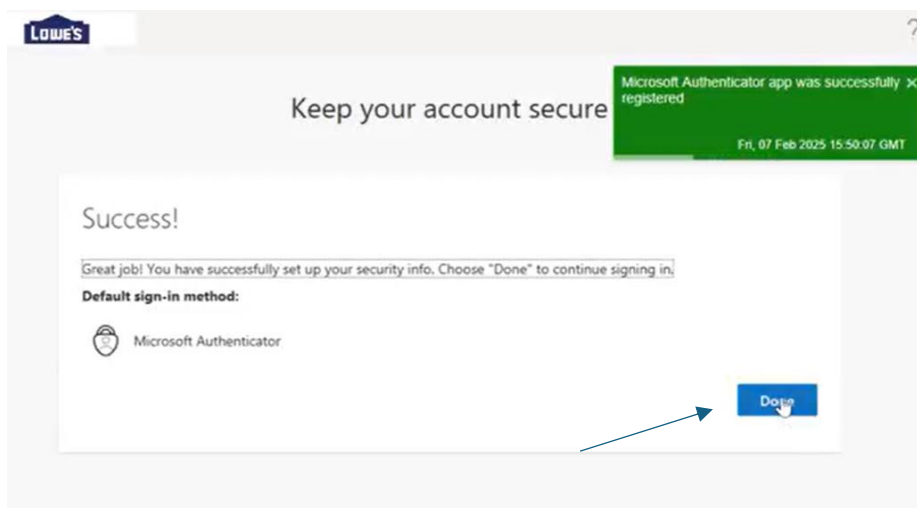 LOWE'S
?
Microsoft Authenticator app was successfully ×
registered
Fri, 07 Feb 2025 15:50:07 GMT
Keep your account secure
Success!
Great job! You have successfully set up your security info. Choose "Done" to continue signing in.
Default sign-in method:
Microsoft Authenticator
Done